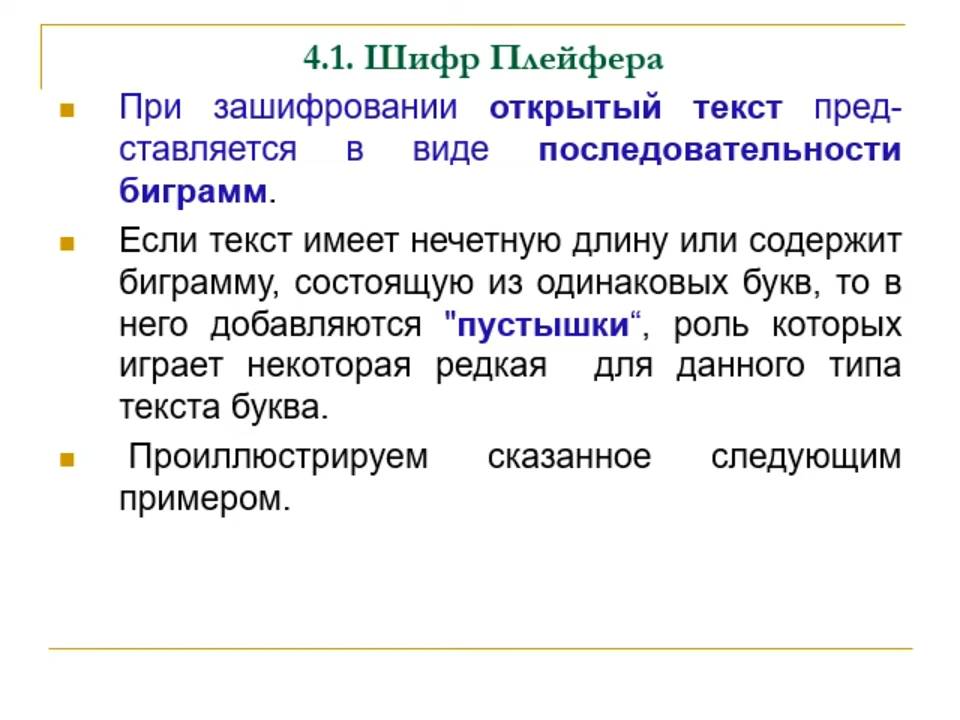 4.1. Шифр Плейфера
При зашифровании открытый текст пред-
ставляется в виде последовательности
биграмм.
Если текст имеет нечетную длину или содержит
биграмму, состоящую из одинаковых букв, то в
него добавляются "пустышки“, роль которых
играет некоторая редкая для данного типа
текста буква.
Проиллюстрируем сказанное следующим
примером.